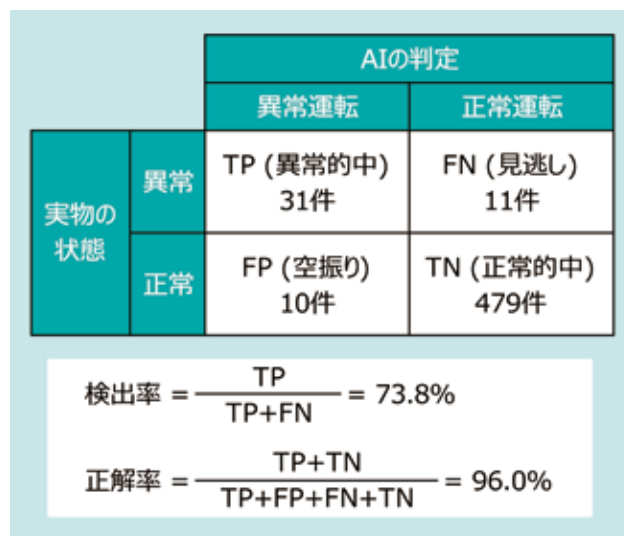 AIの判定
異常運転
正常運転
実物の
状態
異常
TP (異常的中)
31件
FN (見逃し)
11件
正常
FP (空振り)
10件
TN (正常的中)
479件
検出率 = TP / TP+FN = 73.8%
正解率 = TP+TN / TP+FP+FN+TN = 96.0%